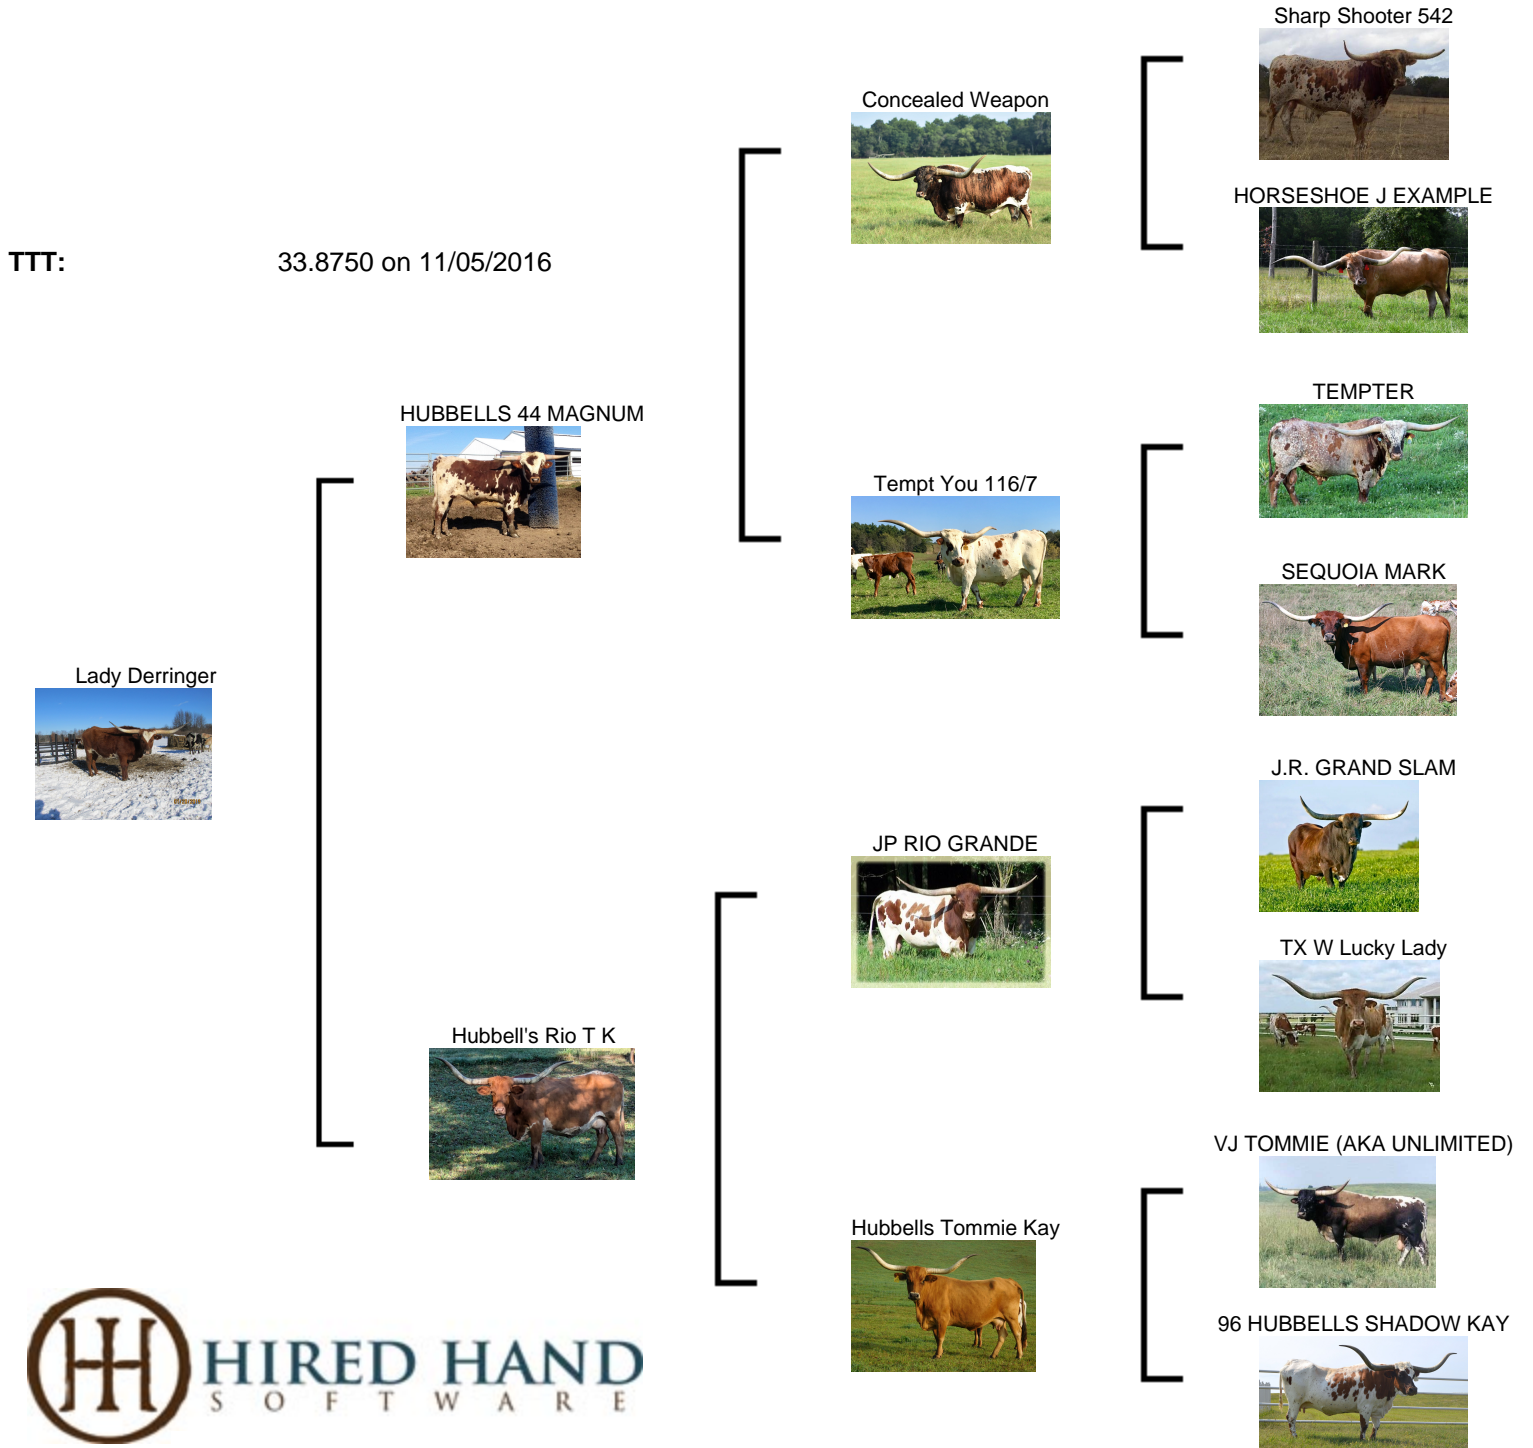 Sharp Shooter 542
Concealed Weapon
HORSESHOE J EXAMPLE
TTT: 33.8750 on 11/05/2016
TEMPTER
HUBBELLS 44 MAGNUM
Tempt You 116/7
SEQUOIA MARK
Lady Derringer
J.R. GRAND SLAM
JP RIO GRANDE
TX W Lucky Lady
Hubbell's Rio T K
VJ TOMMIE (AKA UNLIMITED)
Hubbells Tommie Kay
96 HUBBELLS SHADOW KAY
HIRED HAND
SOFTWARE